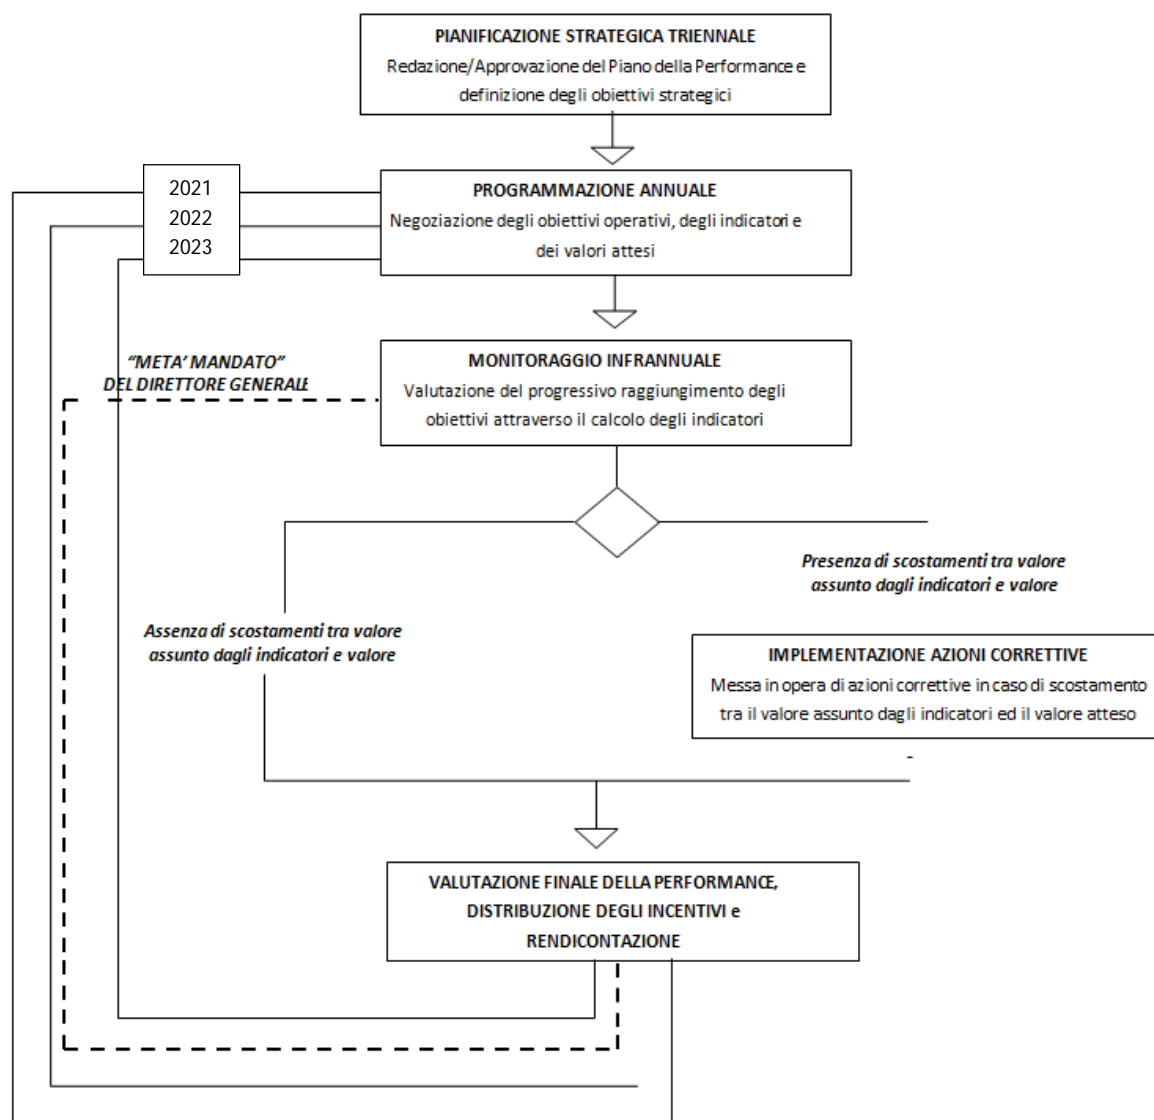 PIANIFICAZIONE STRATEGICA TRIENNALE
Redazione/Approvazione del Piano della Performance e
definizione degli obiettivi strategici
2021
2022
2023
PROGRAMMAZIONE ANNUALE
Negoziazione degli obiettivi operativi, degli indicatori e
dei valori attesi
“META’ MANDATO”
DEL DIRETTORE GENERALE
MONITORAGGIO INFRANNUALE
Valutazione del progressivo raggiungimento degli
obiettivi attraverso il calcolo degli indicatori
Presenza di scostamenti tra valore
assunto dagli indicatori e valore
Assenza di scostamenti tra valore
assunto dagli indicatori e valore
IMPLEMENTAZIONE AZIONI CORRETTIVE
Messa in opera di azioni correttive in caso di scostamento
tra il valore assunto dagli indicatori ed il valore atteso
VALUTAZIONE FINALE DELLA PERFORMANCE,
DISTRIBUZIONE DEGLI INCENTIVI e
RENDICONTAZIONE